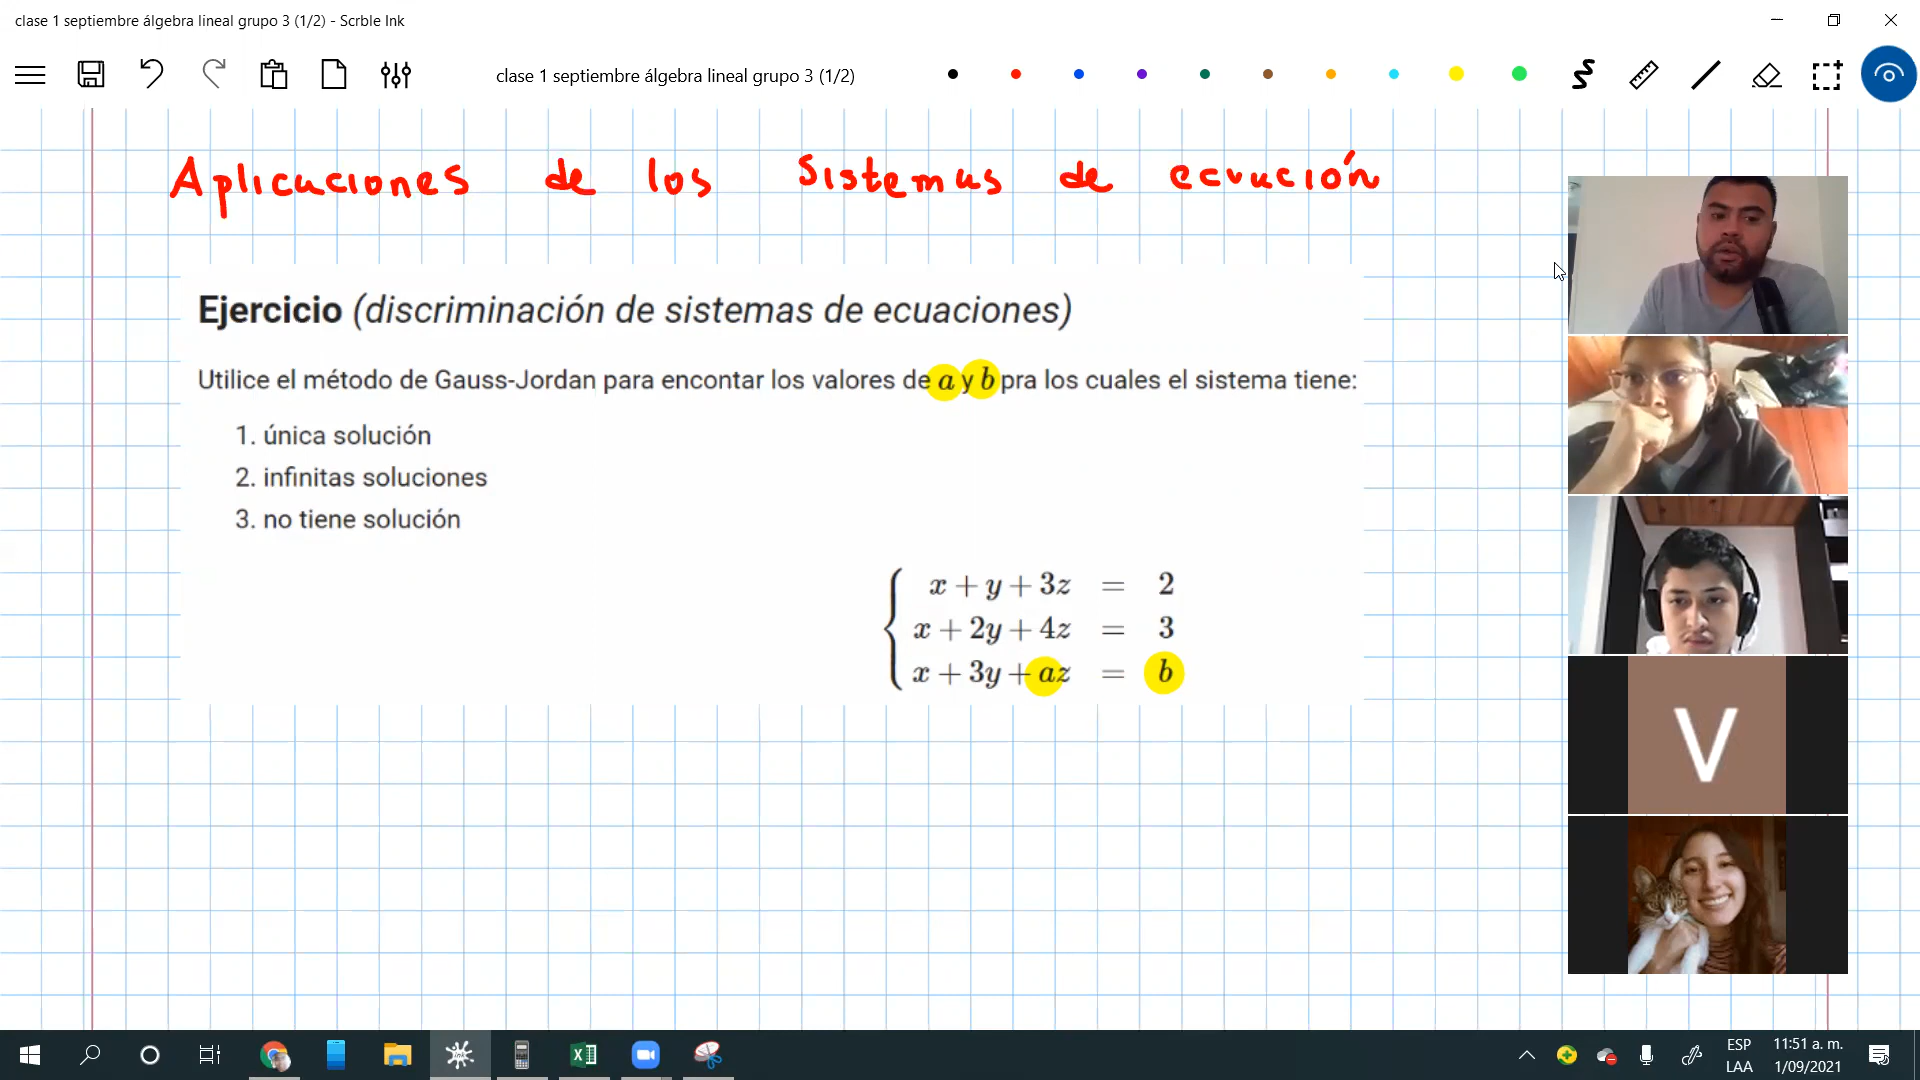 clase 1 septiembre álgebra lineal grupo 3 (1/2) - Scrble Ink
clase 1 septiembre álgebra lineal grupo 3 (1/2)
Aplicaciones de los Sistemas de ecuación
Ejercicio (discriminación de sistemas de ecuaciones)
Utilice el método de Gauss-Jordan para encontar los valores de a y b pra los cuales el sistema tiene:
1. única solución
2. infinitas soluciones
3. no tiene solución
x + y + 3z = 2
x + 2y + 4z = 3
x + 3y + az = b
V
ESP
LAA
11:51 a. m.
1/09/2021